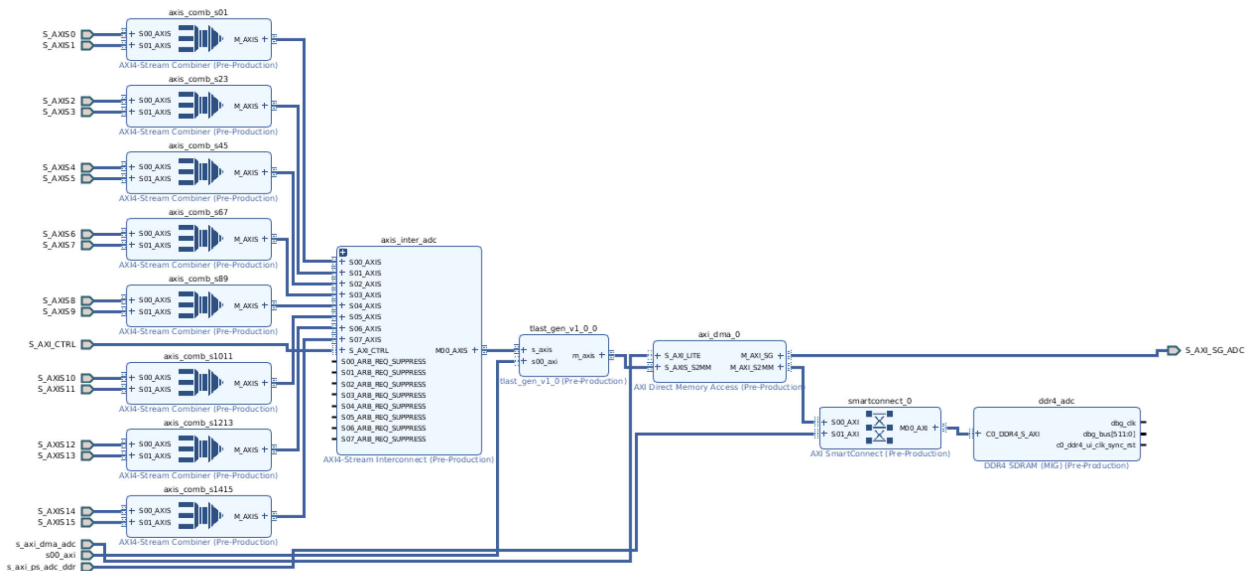 axis_comb_s01
S_AXIS0
S_AXIS1
S00_AXIS
S01_AXIS
M_AXIS
AXI4-Stream Combiner (Pre-Production)
axis_comb_s23
S_AXIS2
S_AXIS3
S00_AXIS
S01_AXIS
M_AXIS
AXI4-Stream Combiner (Pre-Production)
axis_comb_s45
S_AXIS4
S_AXIS5
S00_AXIS
S01_AXIS
M_AXIS
AXI4-Stream Combiner (Pre-Production)
axis_comb_s67
S_AXIS6
S_AXIS7
S00_AXIS
S01_AXIS
M_AXIS
AXI4-Stream Combiner (Pre-Production)
axis_comb_s89
S_AXIS8
S_AXIS9
S00_AXIS
S01_AXIS
M_AXIS
AXI4-Stream Combiner (Pre-Production)
S_AXI_CTRL
axis_comb_s1011
S_AXIS10
S_AXIS11
S00_AXIS
S01_AXIS
M_AXIS
AXI4-Stream Combiner (Pre-Production)
axis_comb_s1213
S_AXIS12
S_AXIS13
S00_AXIS
S01_AXIS
M_AXIS
AXI4-Stream Combiner (Pre-Production)
axis_comb_s1415
S_AXIS14
S_AXIS15
S00_AXIS
S01_AXIS
M_AXIS
AXI4-Stream Combiner (Pre-Production)
s_axi_dma_adc
s00_axi
s_axi_ps_adc_ddr
axis_inter_adc
S00_AXIS
S01_AXIS
S02_AXIS
S03_AXIS
S04_AXIS
S05_AXIS
S06_AXIS
S07_AXIS
S_AXI_CTRL
S00_ARB_REQ_SUPPRESS
S01_ARB_REQ_SUPPRESS
S02_ARB_REQ_SUPPRESS
S03_ARB_REQ_SUPPRESS
S04_ARB_REQ_SUPPRESS
S05_ARB_REQ_SUPPRESS
S06_ARB_REQ_SUPPRESS
S07_ARB_REQ_SUPPRESS
M00_AXIS
AXI4-Stream Interconnect (Pre-Production)
tlast_gen_v1_0_0
s_axis
s00_axi
m_axis
tlast_gen_v1_0 (Pre-Production)
axi_dma_0
S_AXI_LITE
S_AXIS_S2MM
M_AXI_SG
M_AXI_S2MM
AXI Direct Memory Access (Pre-Production)
smartconnect_0
S00_AXI
S01_AXI
M00_AXI
AXI SmartConnect (Pre-Production)
ddr4_adc
C0_DDR4_S_AXI
dbg_clk
dbg_bus[511:0]
c0_ddr4_ui_clk_sync_rst
DDR4 SDRAM (MIG) (Pre-Production)
S_AXI_SG_ADC